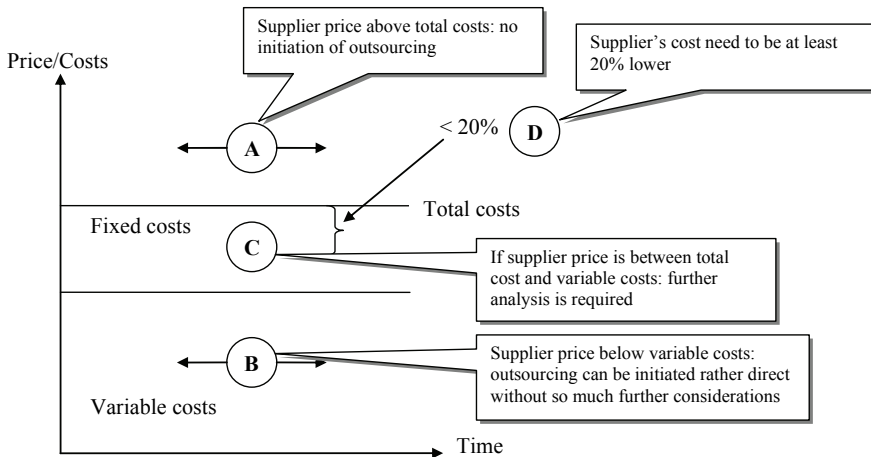 Supplier price above total costs: no
initiation of outsourcing
Supplier’s cost need to be at least
20% lower
Price/Costs
A
< 20%
D
Fixed costs
Total costs
C
If supplier price is between total
cost and variable costs: further
analysis is required
B
Supplier price below variable costs:
outsourcing can be initiated rather direct
without so much further considerations
Variable costs
Time